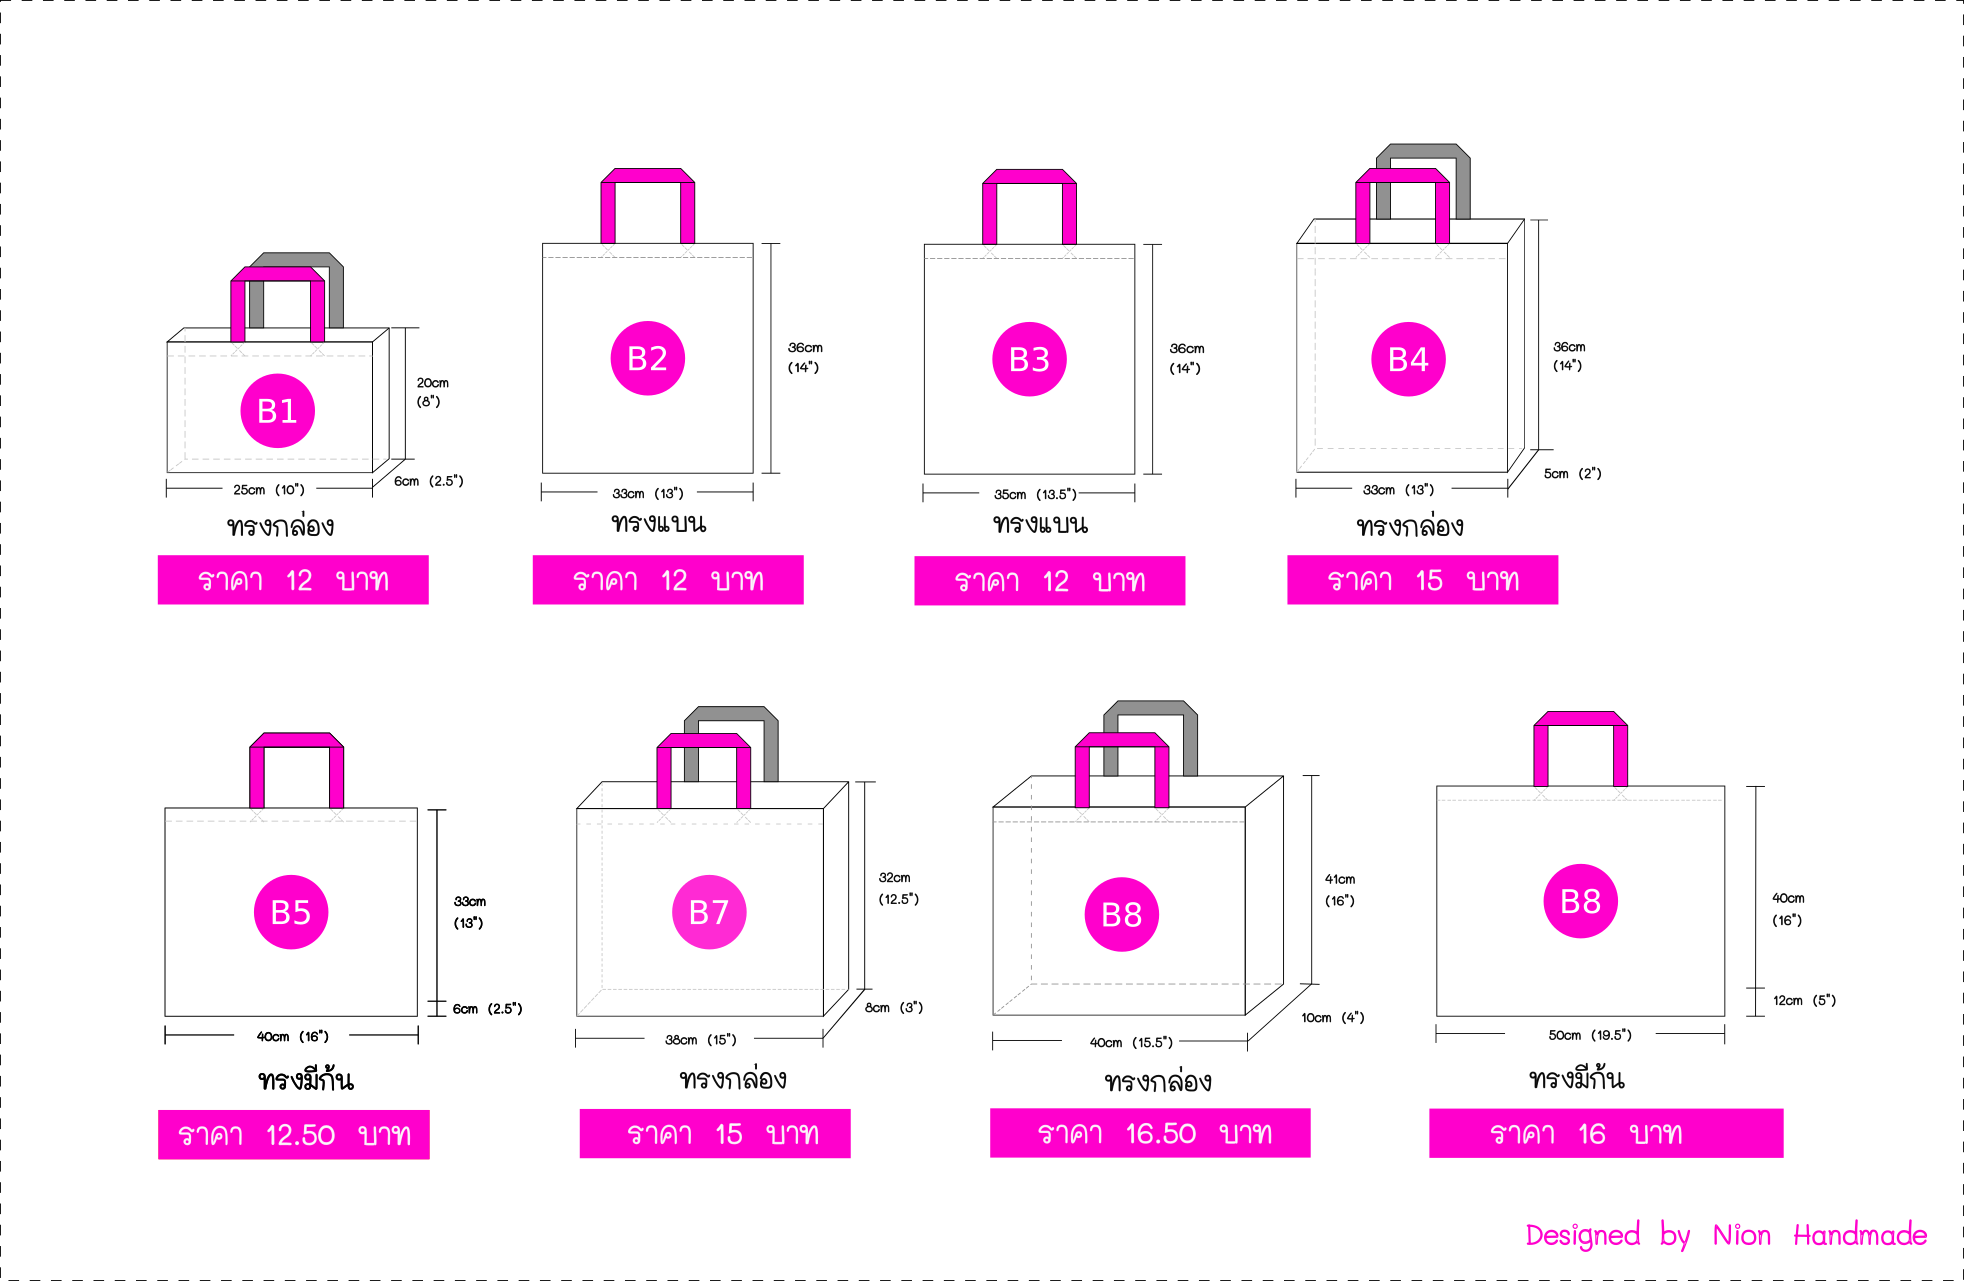 B1
20cm
(8")
6cm (2.5")
25cm (10")
ทรงกล่อง
ราคา 12 บาท
B2
36cm
(14")
33cm (13")
ทรงแบน
ราคา 12 บาท
B3
36cm
(14")
35cm (13.5")
ทรงแบน
ราคา 12 บาท
B4
36cm
(14")
5cm (2")
33cm (13")
ทรงกล่อง
ราคา 15 บาท
B5
33cm
(13")
6cm (2.5")
40cm (16")
ทรงมีก้น
ราคา 12.50 บาท
B7
32cm
(12.5")
8cm (3")
38cm (15")
ทรงกล่อง
ราคา 15 บาท
B8
41cm
(16")
10cm (4")
40cm (15.5")
ทรงกล่อง
ราคา 16.50 บาท
B8
40cm
(16")
12cm (5")
50cm (19.5")
ทรงมีก้น
ราคา 16 บาท
Designed by Nion Handmade